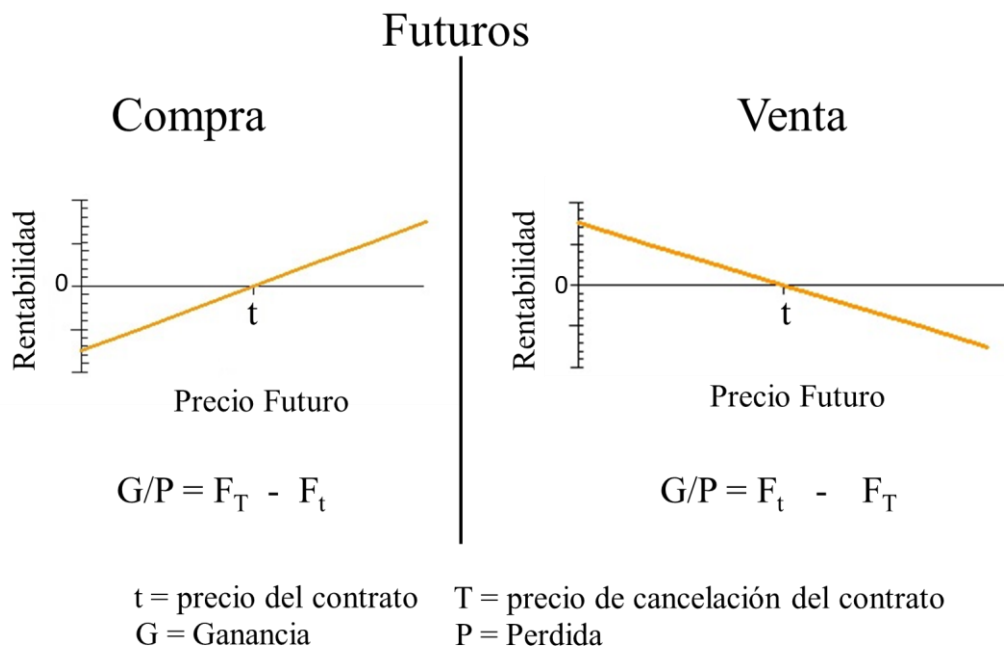 Futuros
Compra
Rentabilidad
0
t
Precio Futuro
G/P = F_T - F_t
Venta
Rentabilidad
0
t
Precio Futuro
G/P = F_t - F_T
t = precio del contrato
G = Ganancia
T = precio de cancelación del contrato
P = Perdida